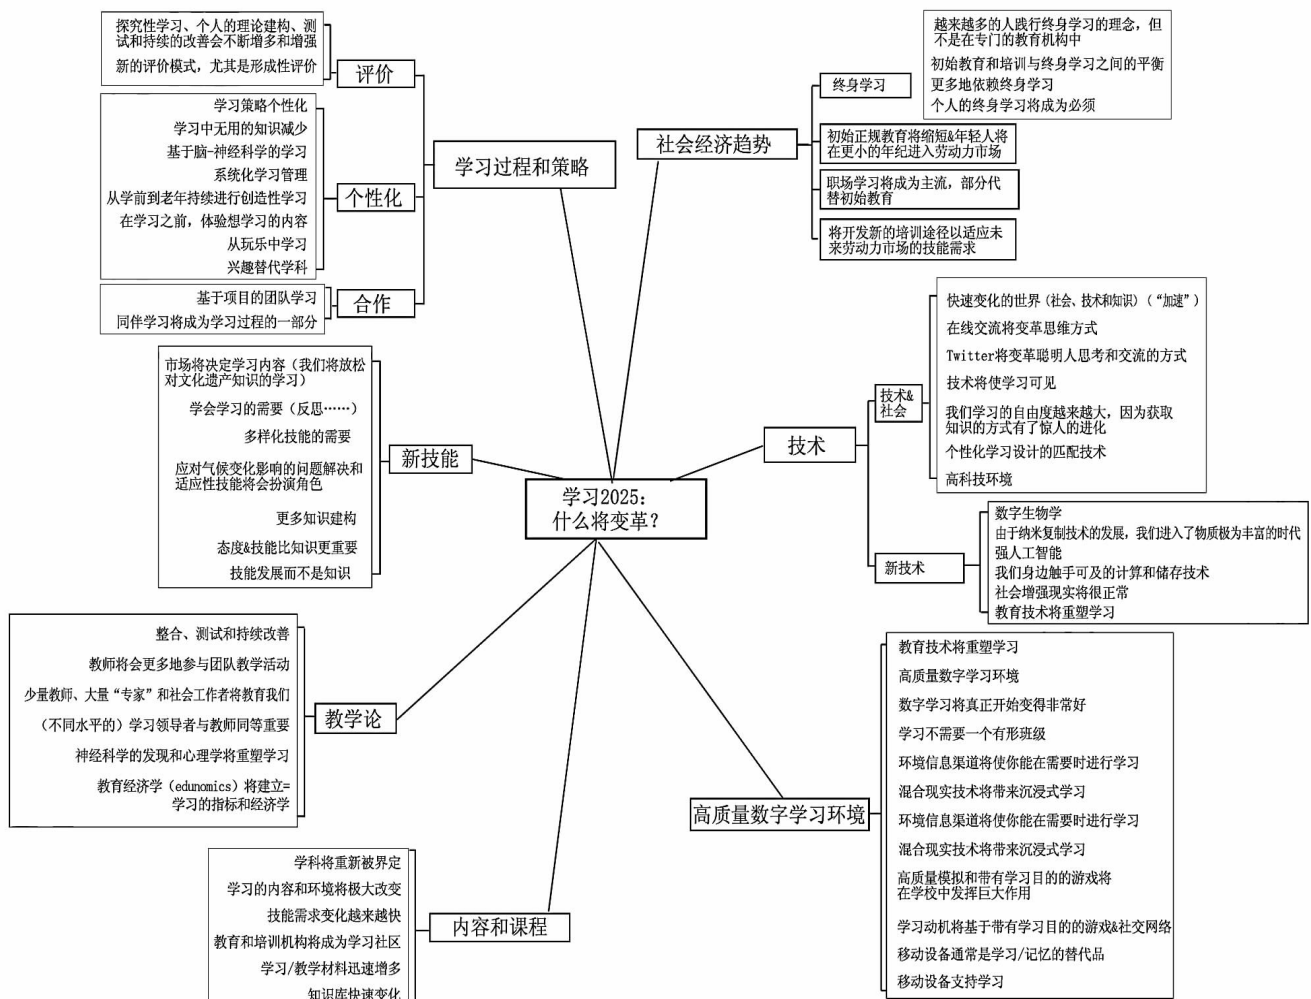 学习2025：
什么将变革？
学习过程和策略
评价
探究性学习、个人的理论建构、测
试和持续的改善会不断增多和增强
新的评价模式，尤其是形成性评价
个性化
学习策略个性化
学习中无用的知识减少
基于脑-神经科学的学习
系统化学习管理
从学前到老年持续进行创造性学习
在学习之前，体验想学习的内容
从玩乐中学习
兴趣替代学科
合作
基于项目的团队学习
同伴学习将成为学习过程的一部分
社会经济趋势
终身学习
越来越多的人践行终身学习的理念，但
不是在专门的教育机构中
初始教育和培训与终身学习之间的平衡
更多地依赖终身学习
个人的终身学习将成为必须
初始正规教育将缩短&年轻人将
在更小的年纪进入劳动力市场
职场学习将成为主流，部分代
替初始教育
将开发新的培训途径以适应未
来劳动力市场的技能需求
新技能
市场将决定学习内容（我们将放松
对文化遗产知识的学习）
学会学习的需要（反思……）
多样化技能的需要
应对气候变化影响的问题解决和
适应性技能将会扮演角色
更多知识建构
态度&技能比知识更重要
技能发展而不是知识
技术
技术&
社会
快速变化的世界（社会、技术和知识）（“加速”）
在线交流将变革思维方式
Twitter将变革聪明人思考和交流的方式
技术将使学习可见
我们学习的自由度越来越大，因为获取
知识的方式有了惊人的进化
个性化学习设计的匹配技术
高科技环境
新技术
数字生物学
由于纳米复制技术的发展，我们进入了物质极为丰富的时代
强人工智能
我们身边触手可及的计算和储存技术
社会增强现实将很正常
教育技术将重塑学习
教学论
整合、测试和持续改善
教师将会更多地参与团队教学活动
少量教师、大量“专家”和社会工作者将教育我们
（不同水平的）学习领导者与教师同等重要
神经科学的发现和心理学将重塑学习
教育经济学（edunomics）将建立=
学习的指标和经济学
高质量数字学习环境
教育技术将重塑学习
高质量数字学习环境
数字学习将真正开始变得非常好
学习不需要一个有形班级
环境信息渠道将使你能在需要时进行学习
混合现实技术将带来沉浸式学习
环境信息渠道将使你能在需要时进行学习
混合现实技术将带来沉浸式学习
高质量模拟和带有学习目的的游戏将
在学校中发挥巨大作用
学习动机将基于带有学习目的的游戏&社交网络
移动设备通常是学习/记忆的替代品
移动设备支持学习
内容和课程
学科将重新被界定
学习的内容和环境将极大改变
技能需求变化越来越快
教育和培训机构将成为学习社区
学习/教学材料迅速增多
知识库快速变化